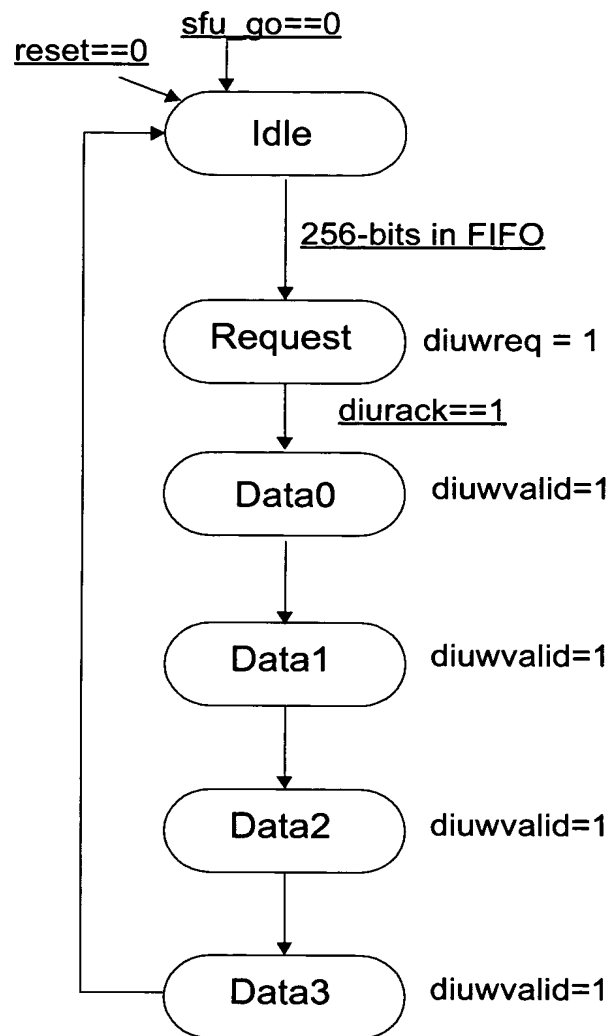 sfu_go==0
reset==0
Idle
256-bits in FIFO
Request
diuwreq = 1
diurack==1
Data0
diuwvalid=1
Data1
diuwvalid=1
Data2
diuwvalid=1
Data3
diuwvalid=1